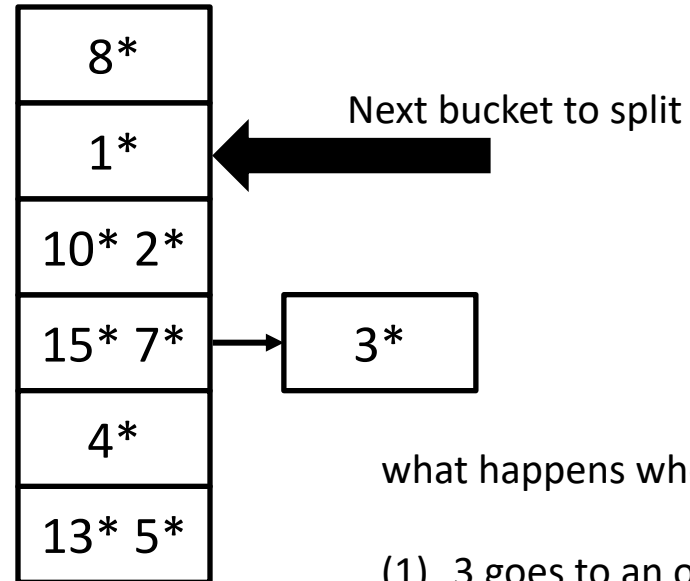 8*
Next bucket to split
1*
10* 2*
15* 7*
3*
4*
what happens
13* 5*
(1) 3 goes to an